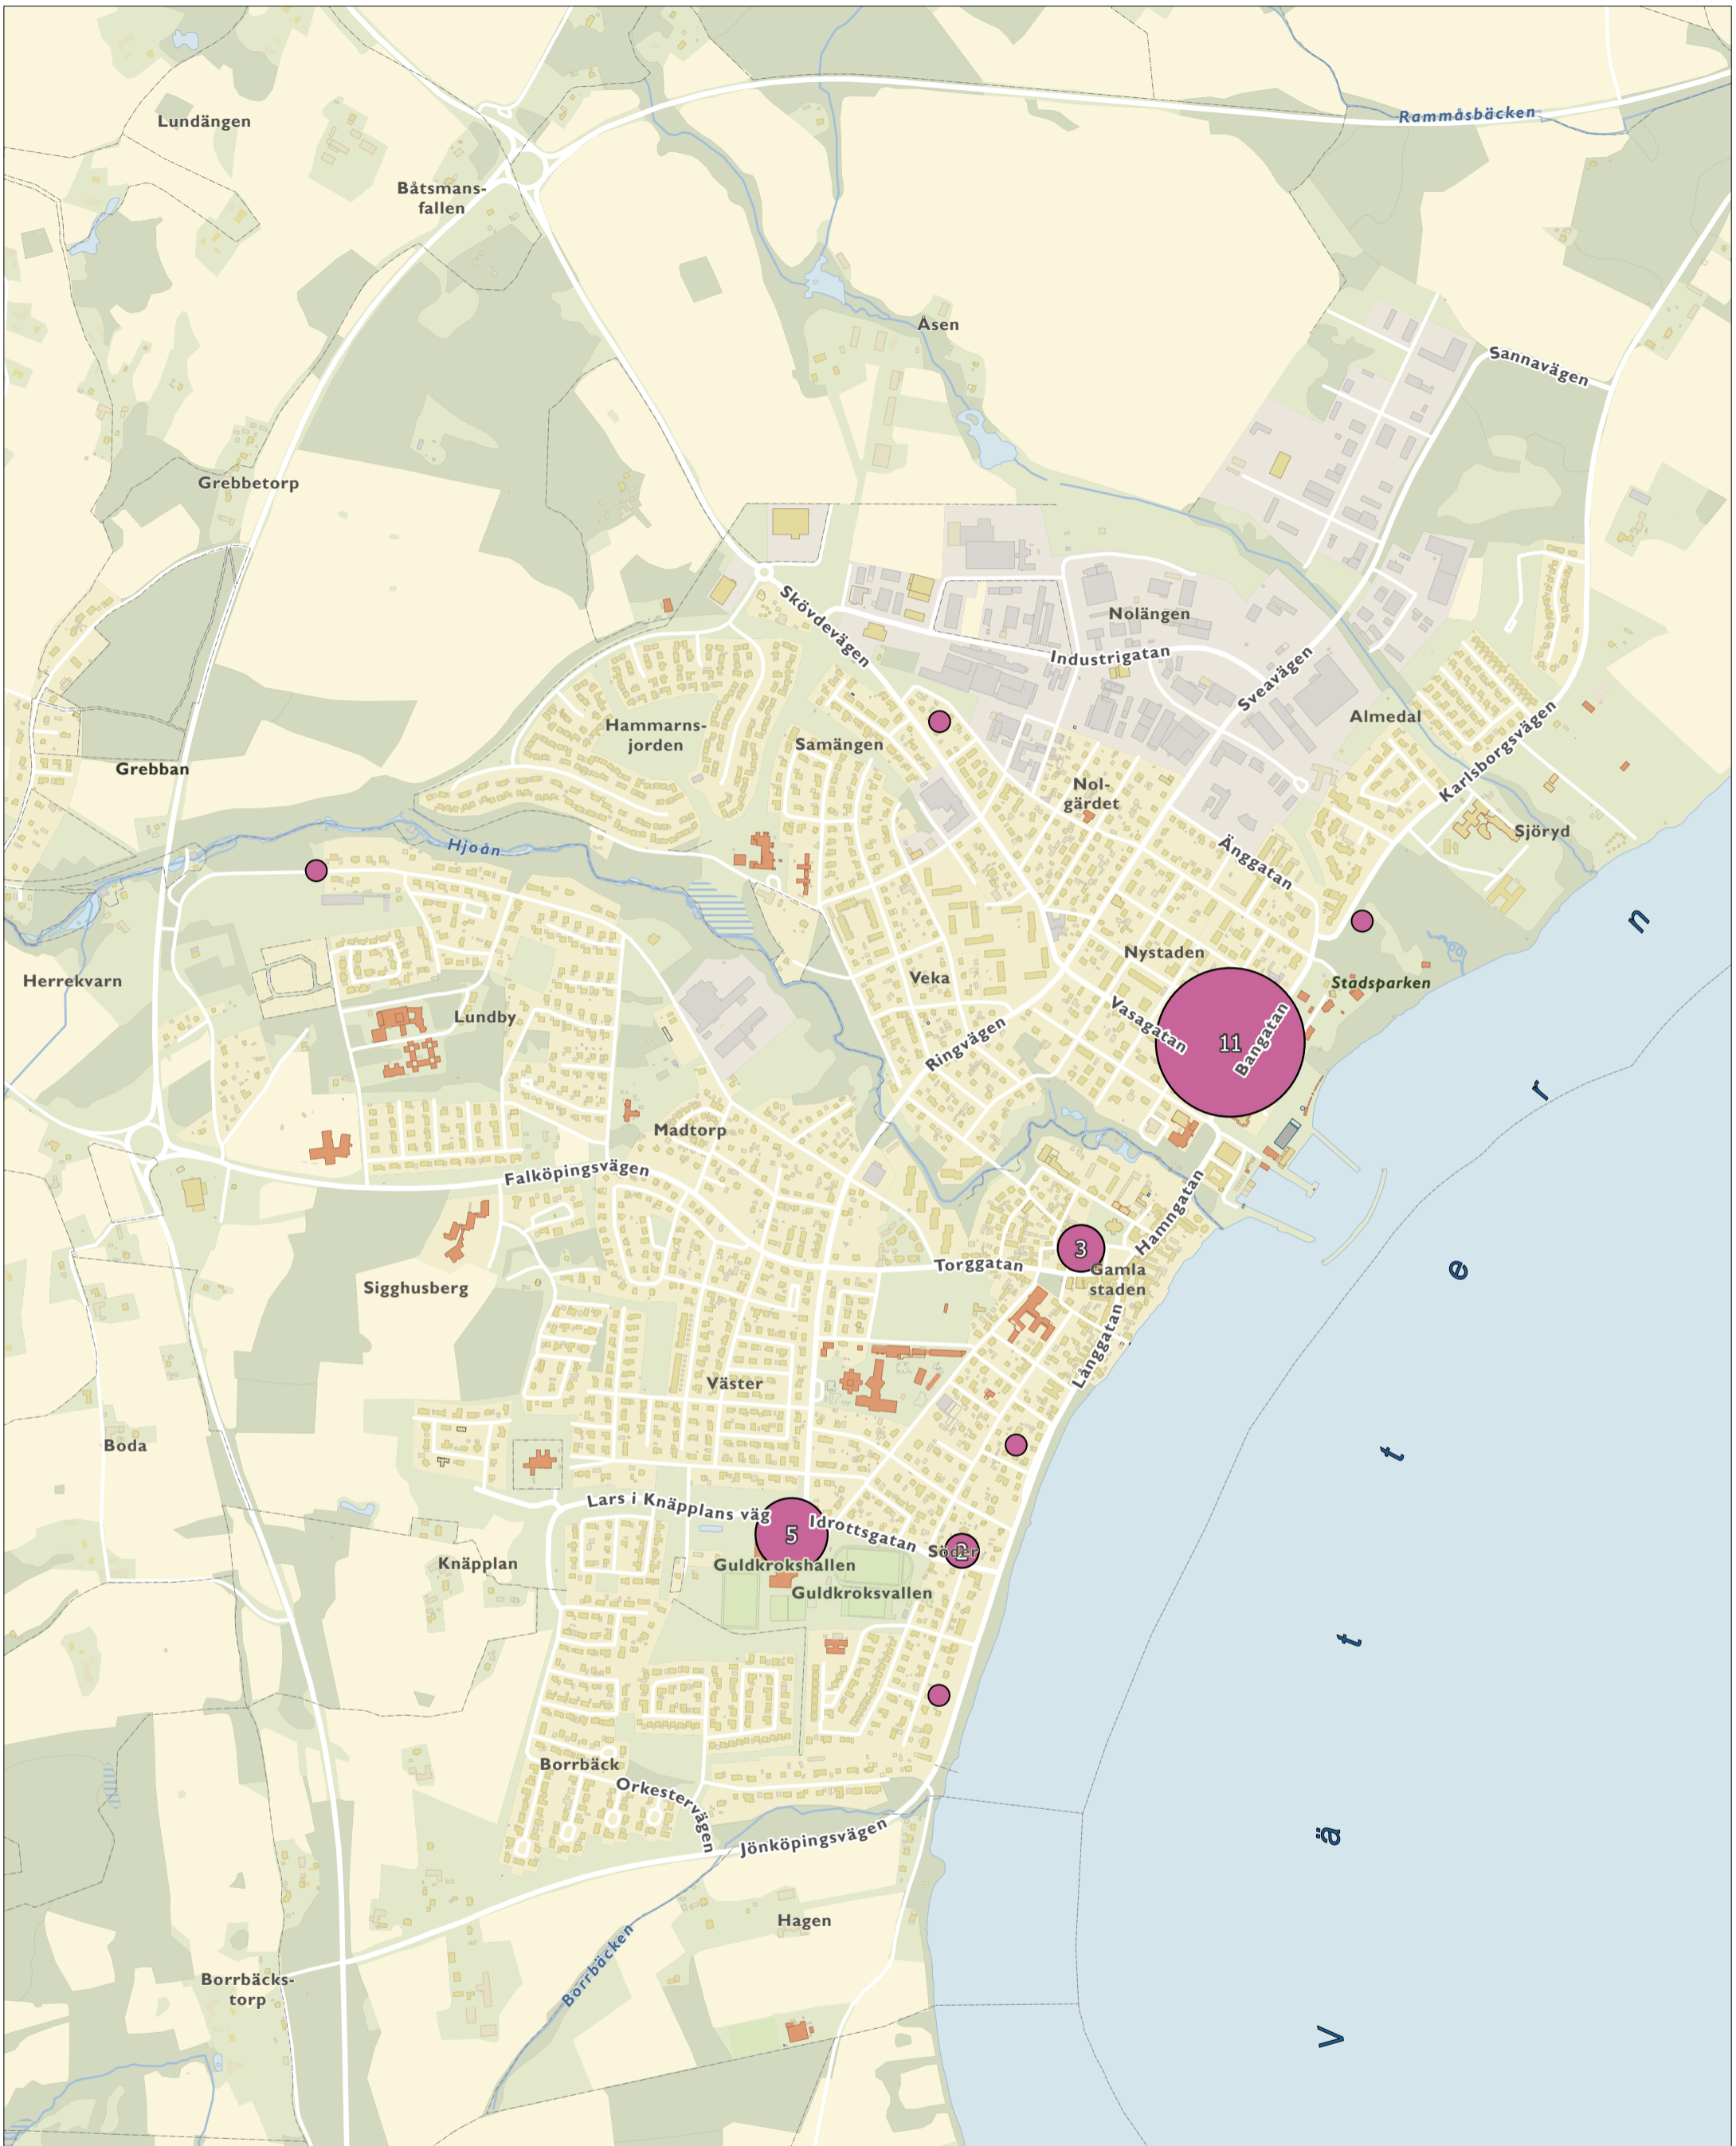 Rammåsbäcken
Lundängen
Båtsmans-
fallen
Åsen
Sannavägen
Grebbetorp
Skövdevägen
Nolängen
Industrigatan
Sveavägen
Hammarns-
jorden
Samängen
Almedal
Karlsborgsvägen
Grebban
Nol-
gärdet
Sjöryd
Hjoån
Änggatan
n
Nystaden
Herrekvarn
Veka
Stadsparken
Lundby
Vasagatan
11
Bangatan
Ringvägen
r
Madtorp
Falköpingsvägen
Hamngatan
3
Torggatan
Gamla
staden
e
Sigghusberg
Långgatan
Väster
Boda
t
Lars i Knäpplans väg
5
Idrottsgatan
Söder
2
Knäpplan
Guldkrokshallen
Guldkroksvallen
t
Borrbäck
Orkestervägen
Jönköpingsvägen
ä
Hagen
Borrbäcken
Borrbäcks-
torp
V